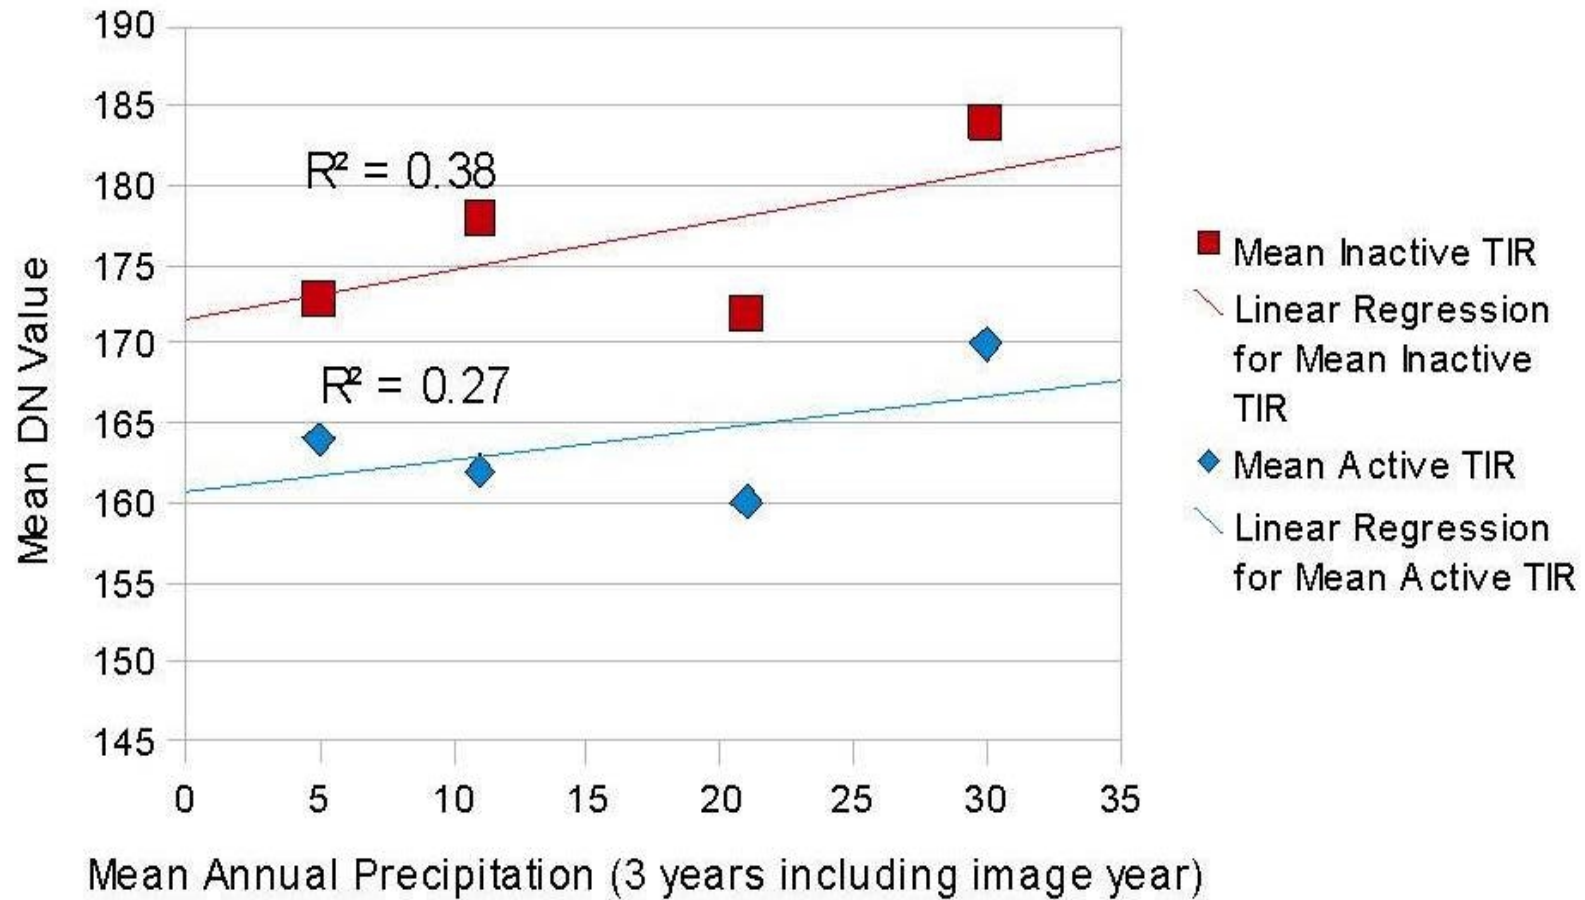 190
185
180
175
170
165
160
155
150
145
Mean DN Value
R² = 0.38
R² = 0.27
0 5 10 15 20 25 30 35
Mean Annual Precipitation (3 years including image year)
Mean Inactive TIR
Linear Regression
for Mean Inactive
TIR
Mean Active TIR
Linear Regression
for Mean Active TIR